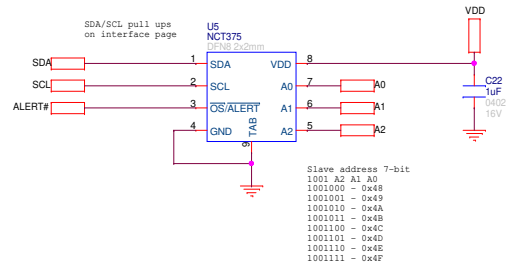 VDD
SDA/SCL pull ups
on interface page
U5
NCT375
DFN8 2x2mm
SDA 1 SDA VDD 8
SCL 2 SCL A0 7 A0
ALERT# 3 OS/ALERT A1 6 A1
4 GND A2 5 A2
TAB
9
C22
1uF
0402
16V
Slave address 7-bit
1001 A2 A1 A0
1001000 - 0x48
1001001 - 0x49
1001010 - 0x4A
1001011 - 0x4B
1001100 - 0x4C
1001101 - 0x4D
1001110 - 0x4E
1001111 - 0x4F